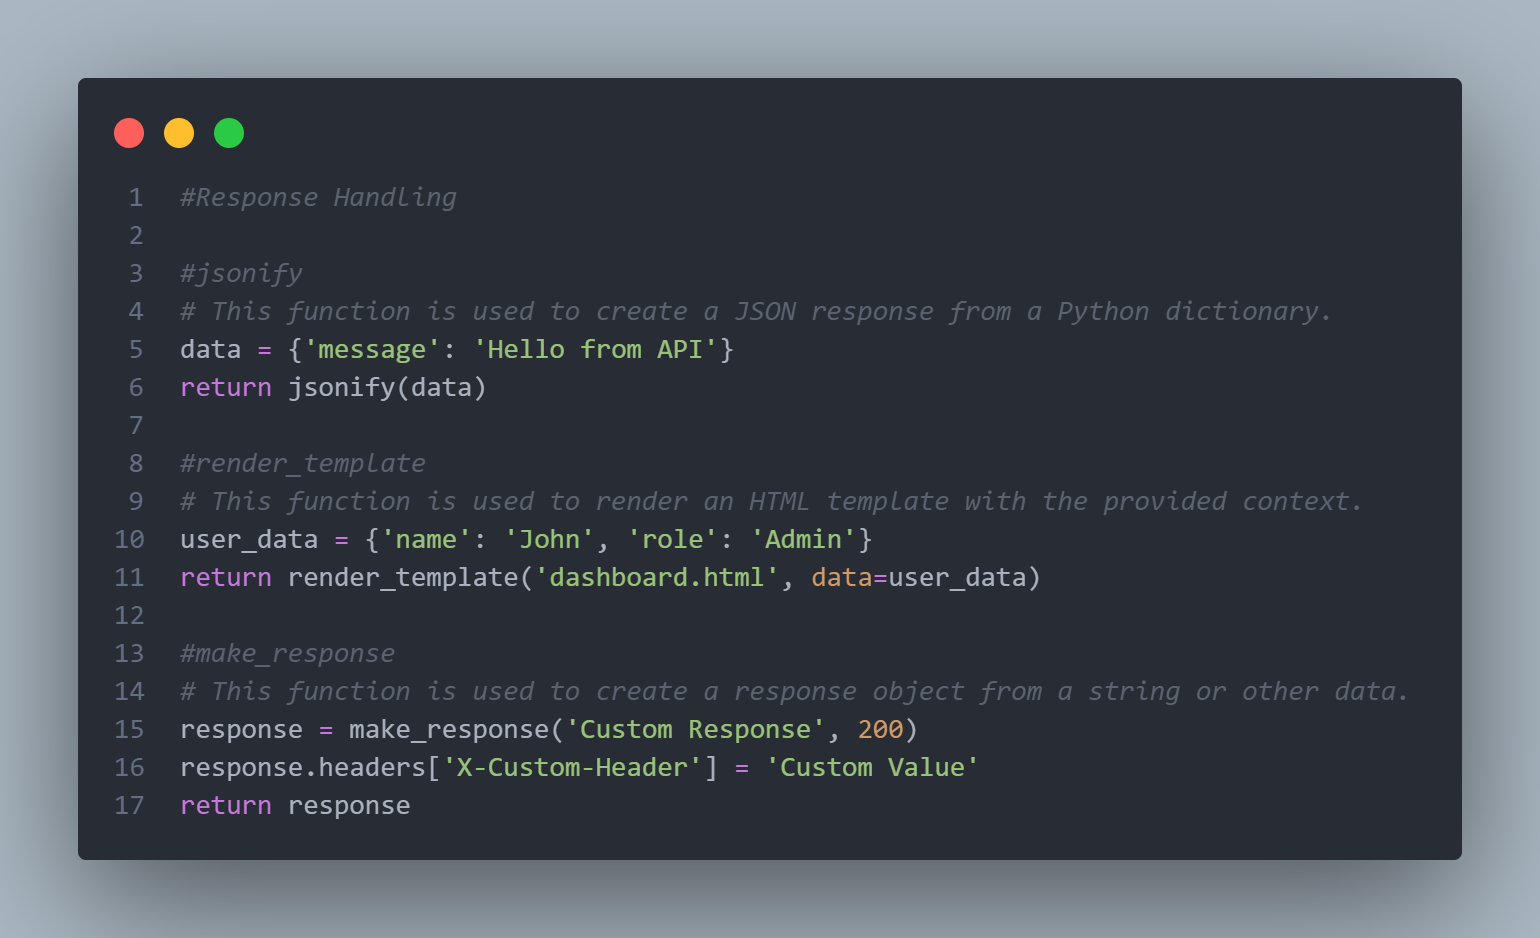 1 #Response Handling
2
3 #jsonify
4 # This function is used to create a JSON response from a Python dictionary.
5 data = {'message': 'Hello from API'}
6 return jsonify(data)
7
8 #render_template
9 # This function is used to render an HTML template with the provided context.
10 user_data = {'name': 'John', 'role': 'Admin'}
11 return render_template('dashboard.html', data=user_data)
12
13 #make_response
14 # This function is used to create a response object from a string or other data.
15 response = make_response('Custom Response', 200)
16 response.headers['X-Custom-Header'] = 'Custom Value'
17 return response